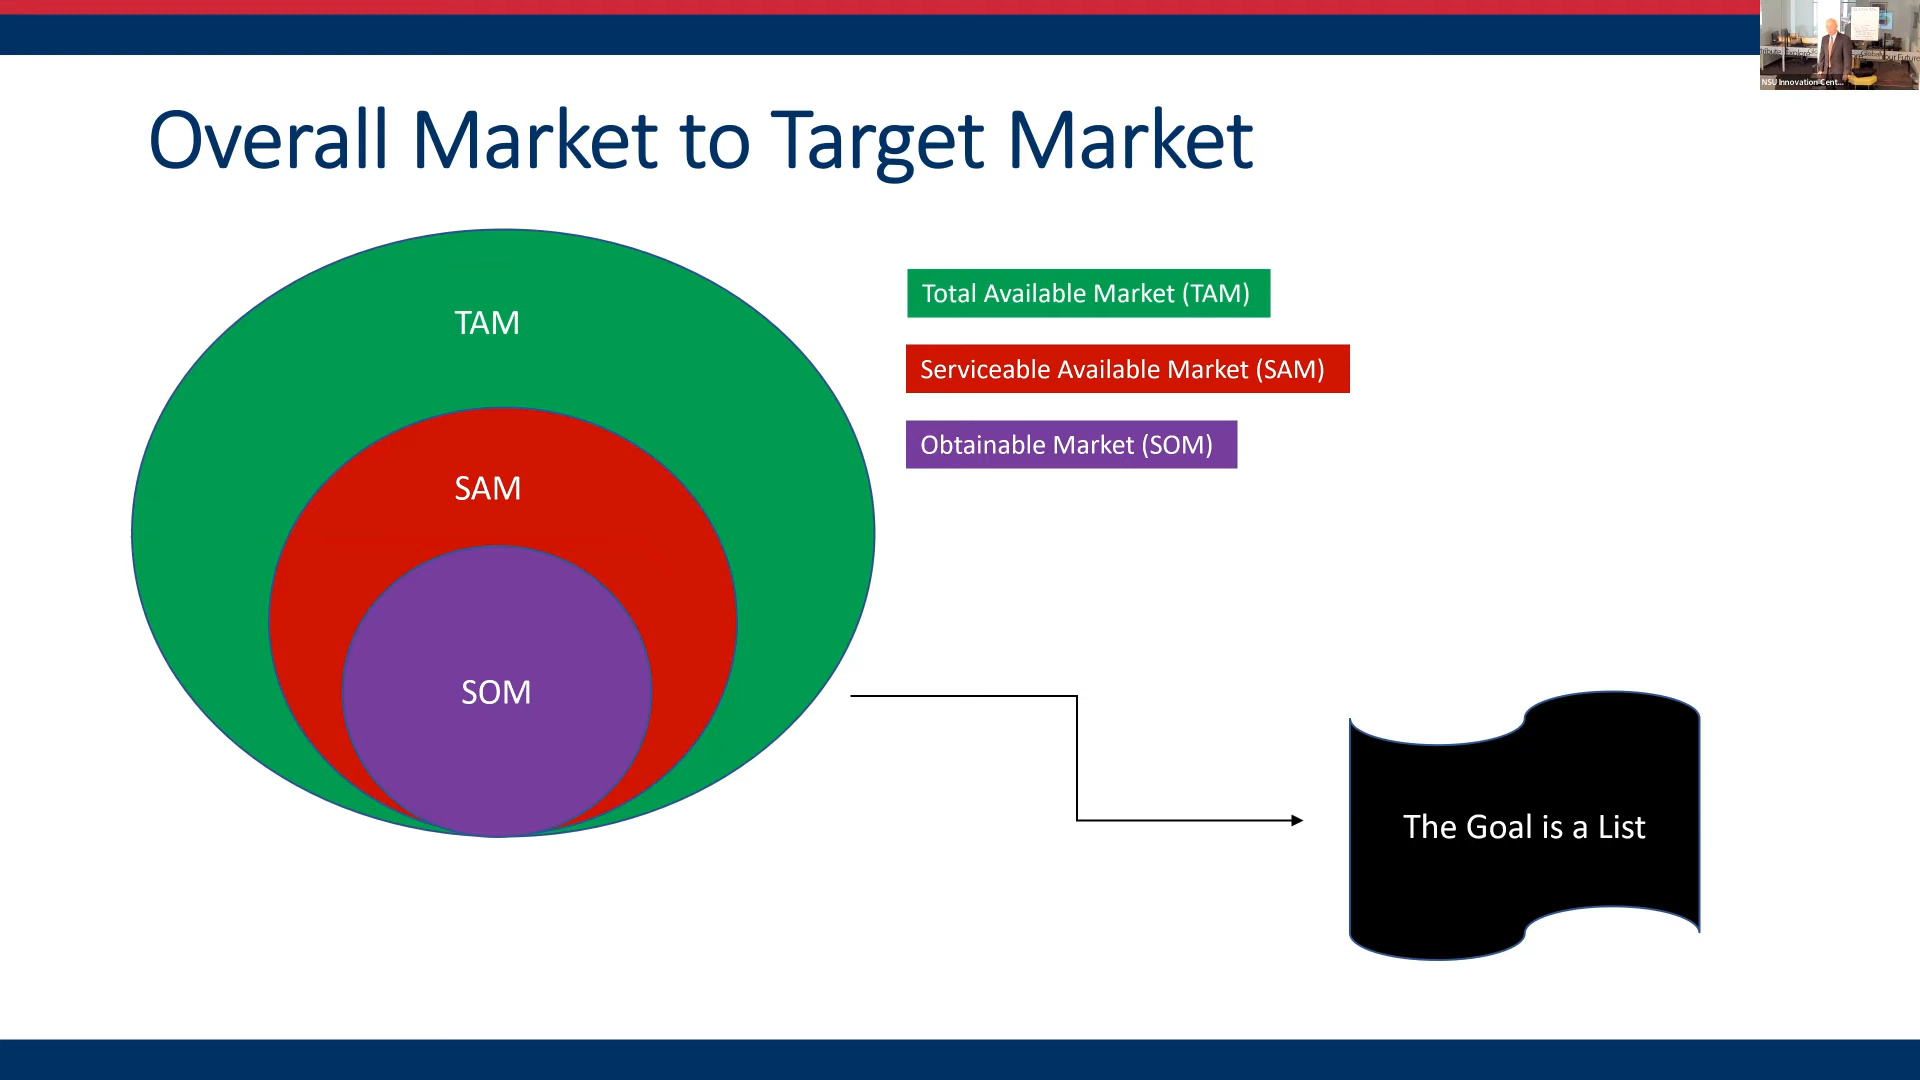 Overall Market to Target Market
TAM
SAM
SOM
Total Available Market (TAM)
Serviceable Available Market (SAM)
Obtainable Market (SOM)
The Goal is a List
NSU Innovation Cent...